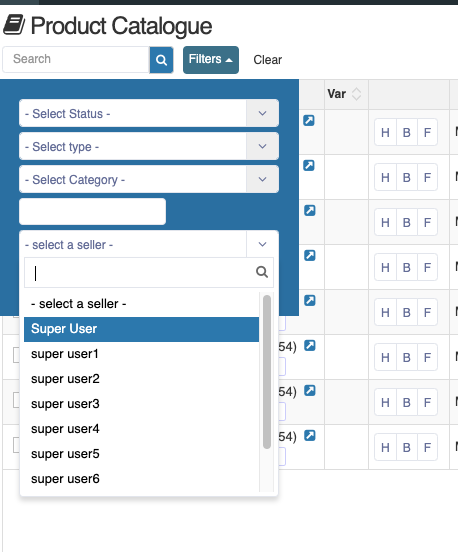 Product Catalogue
Search
Filters
Clear
Var
- Select Status -
- Select type -
- Select Category -
- select a seller -
- select a seller -
Super User
super user1
super user2
super user3
super user4
super user5
super user6
H B F
H B F
H B F
H B F
H B F
54) H B F
54) H B F
54) H B F